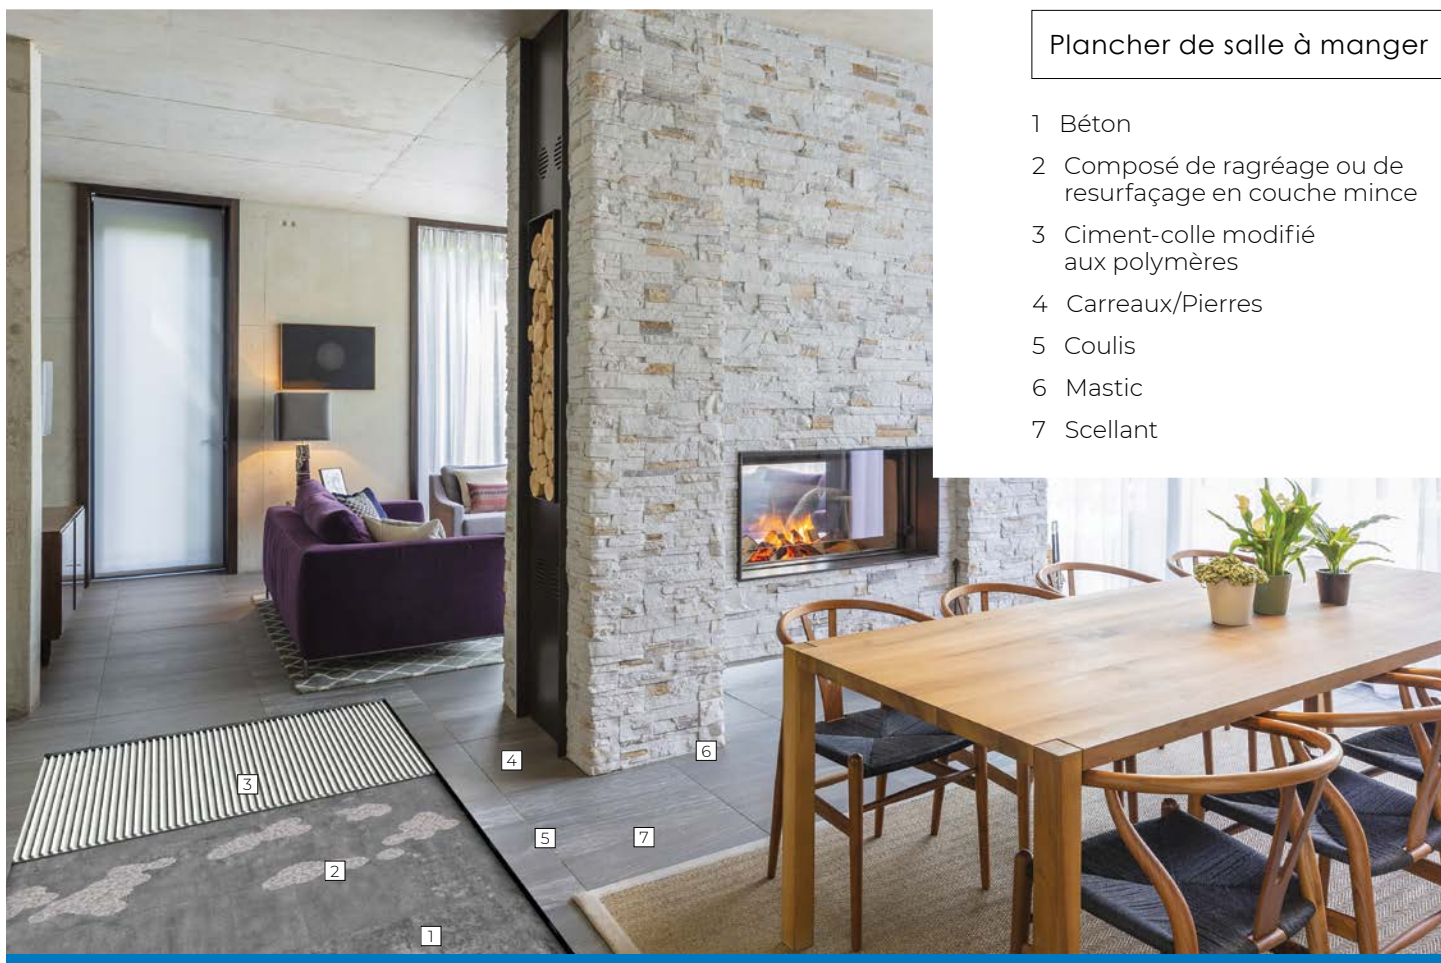 Plancher de salle à manger
1 Béton
2 Composé de ragréage ou de
resurfaçage en couche mince
3 Ciment-colle modifié
aux polymères
4 Carreaux/Pierres
5 Coulis
6 Mastic
7 Scellant
6
4
3
5
7
2
1